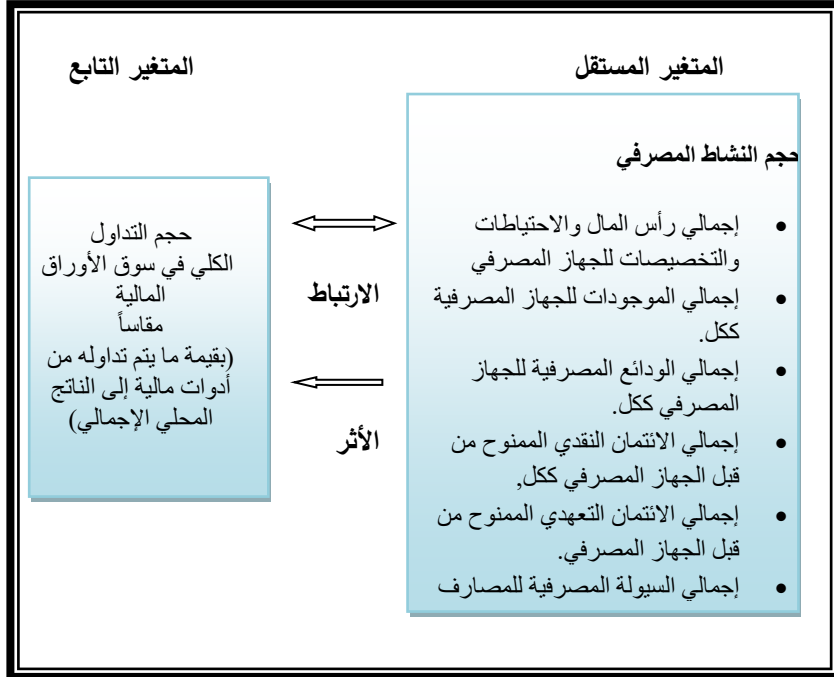 المتغير المستقل
المتغير التابع
حجم النشاط المصرفي
• إجمالي رأس المال والاحتياطات
والتخصيصات للجهاز المصرفي
• إجمالي الموجودات للجهاز المصرفية
ككل.
• إجمالي الودائع المصرفية للجهاز
المصرفي ككل.
• إجمالي الائتمان النقدي الممنوح من
قبل الجهاز المصرفي ككل,
• إجمالي الائتمان التعهدي الممنوح من
قبل الجهاز المصرفي.
• إجمالي السيولة المصرفية للمصارف
الارتباط
الأثر
حجم التداول
الكلي في سوق الأوراق
المالية
مقاساً
(بقيمة ما يتم تداوله من
أدوات مالية إلى الناتج
المحلي الإجمالي)